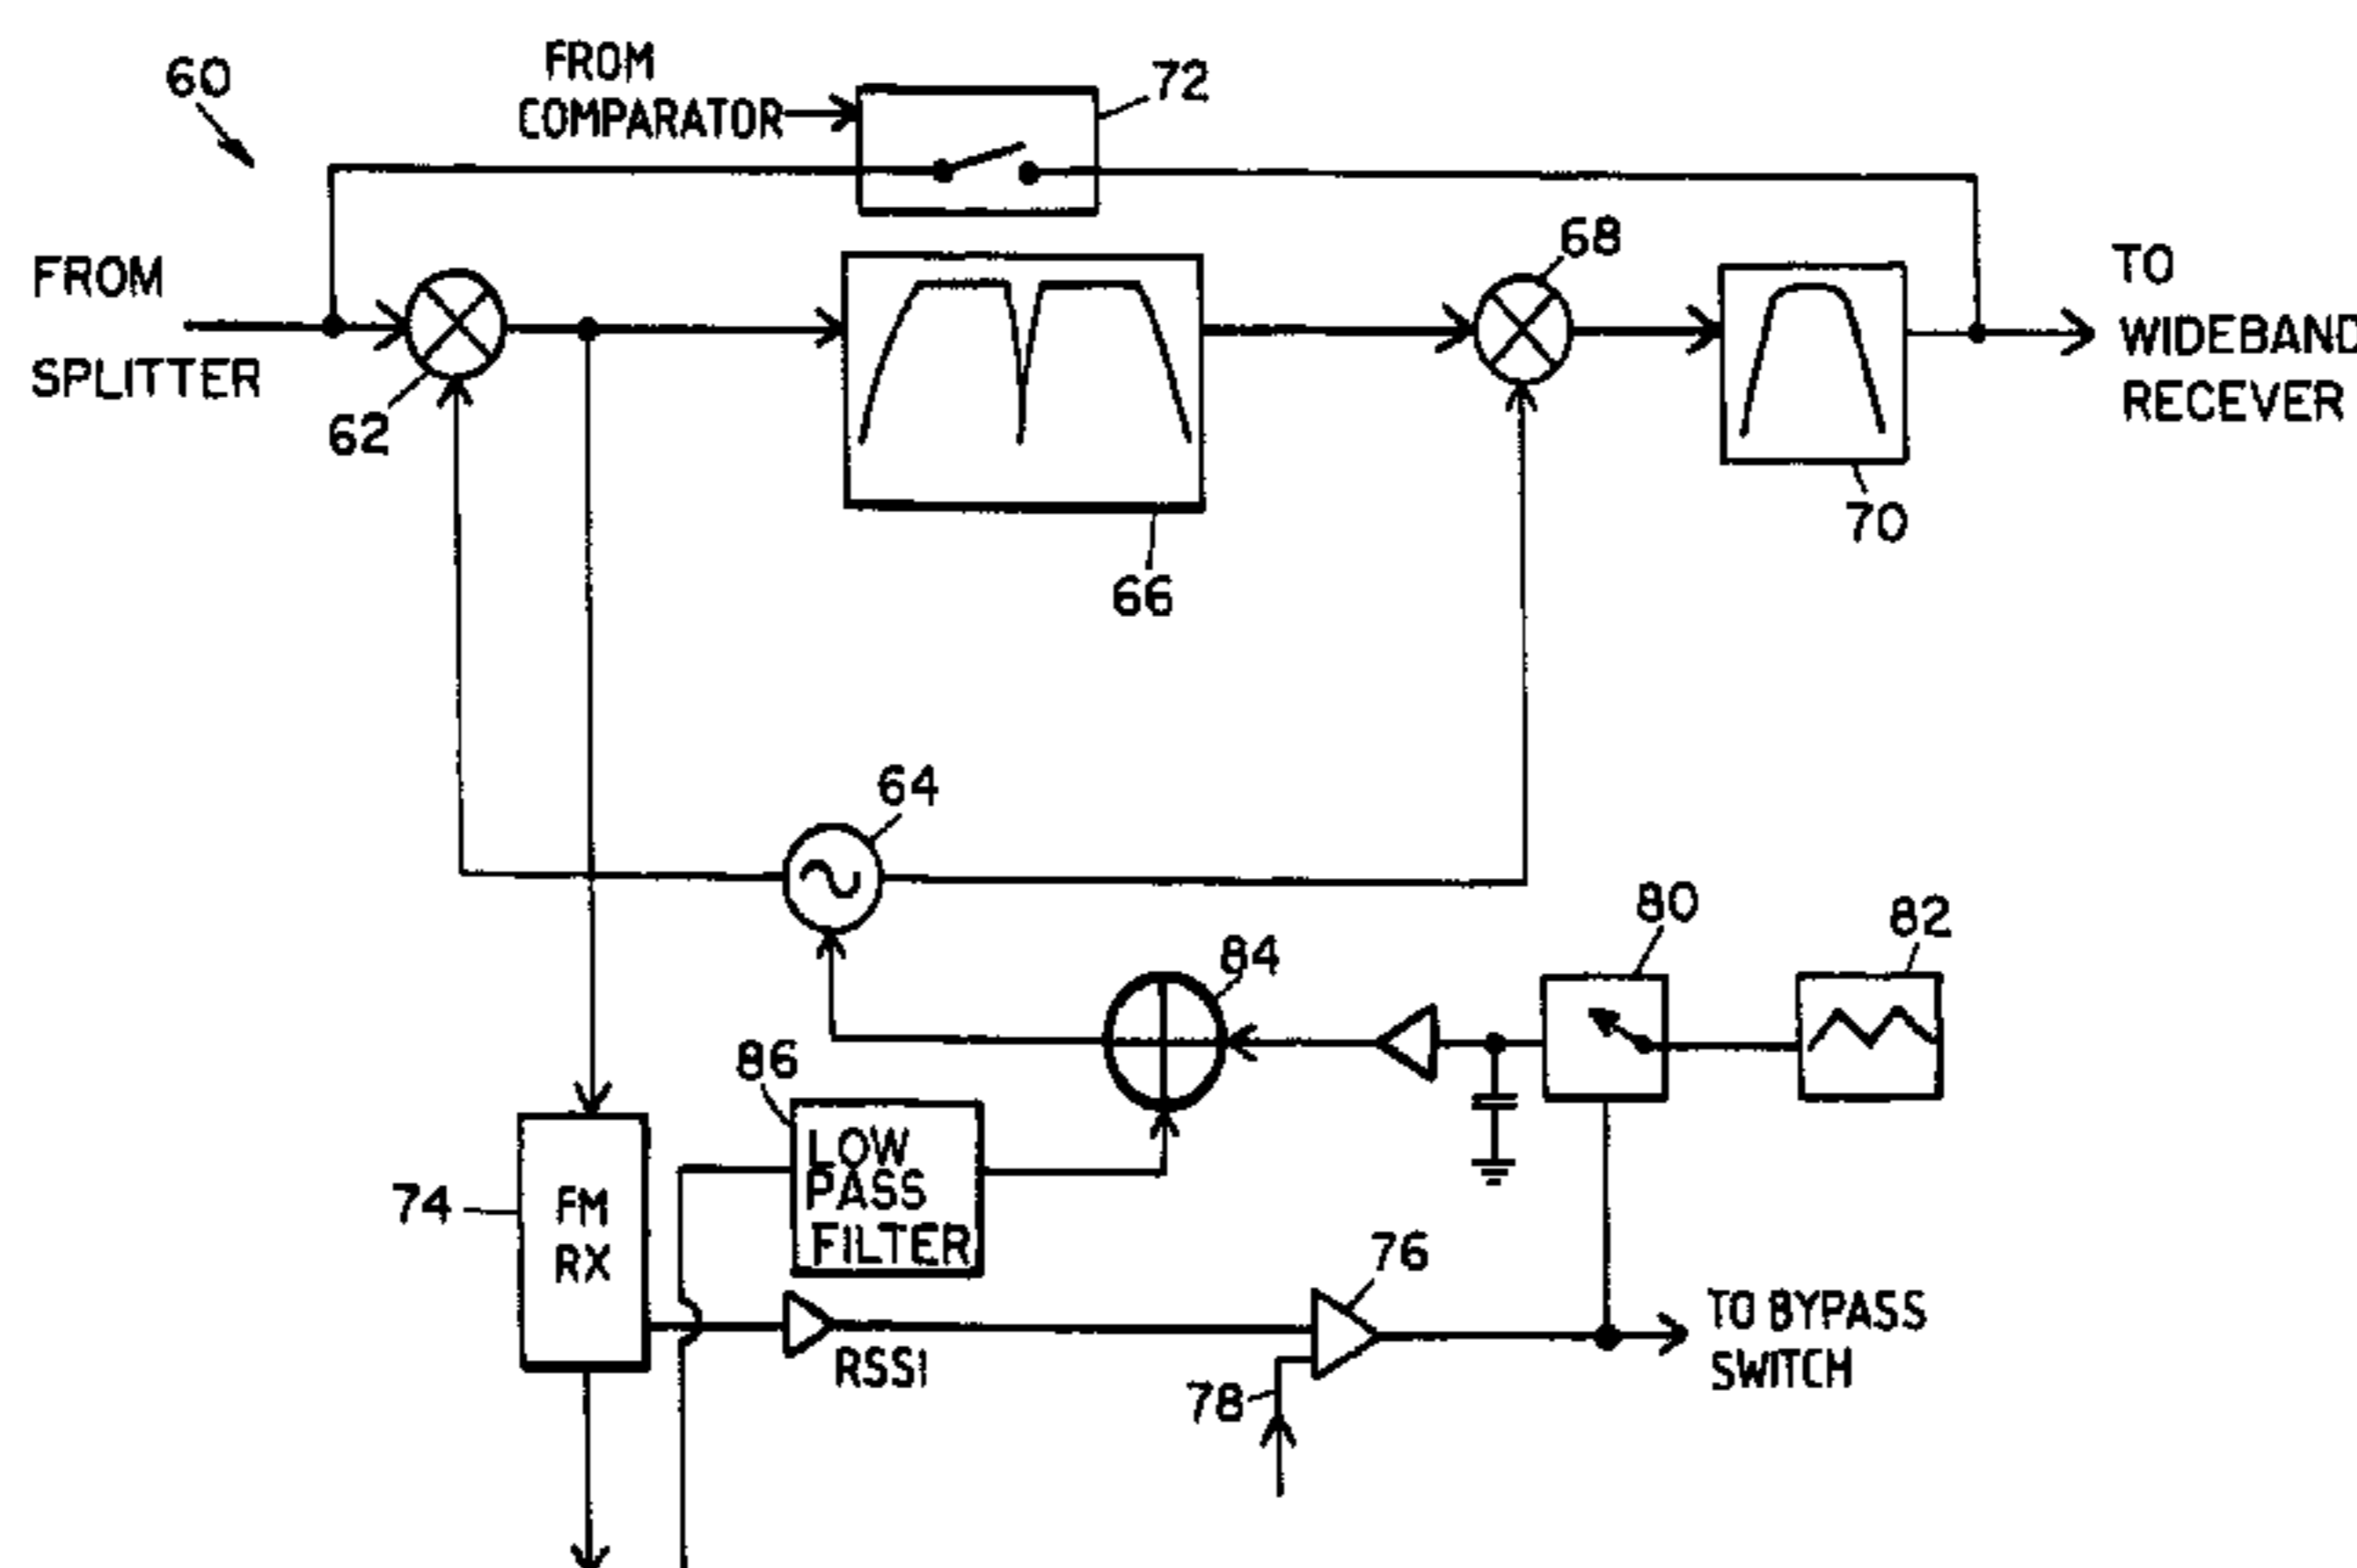 60
FROM
COMPARATOR
72
FROM
SPLITTER
62
68
TO
WIDEBAND
RECEVER
70
66
64
80
82
84
86
LOW
PASS
FILTER
74
FM
RX
76
RSSI
78
TO BYPASS
SWITCH